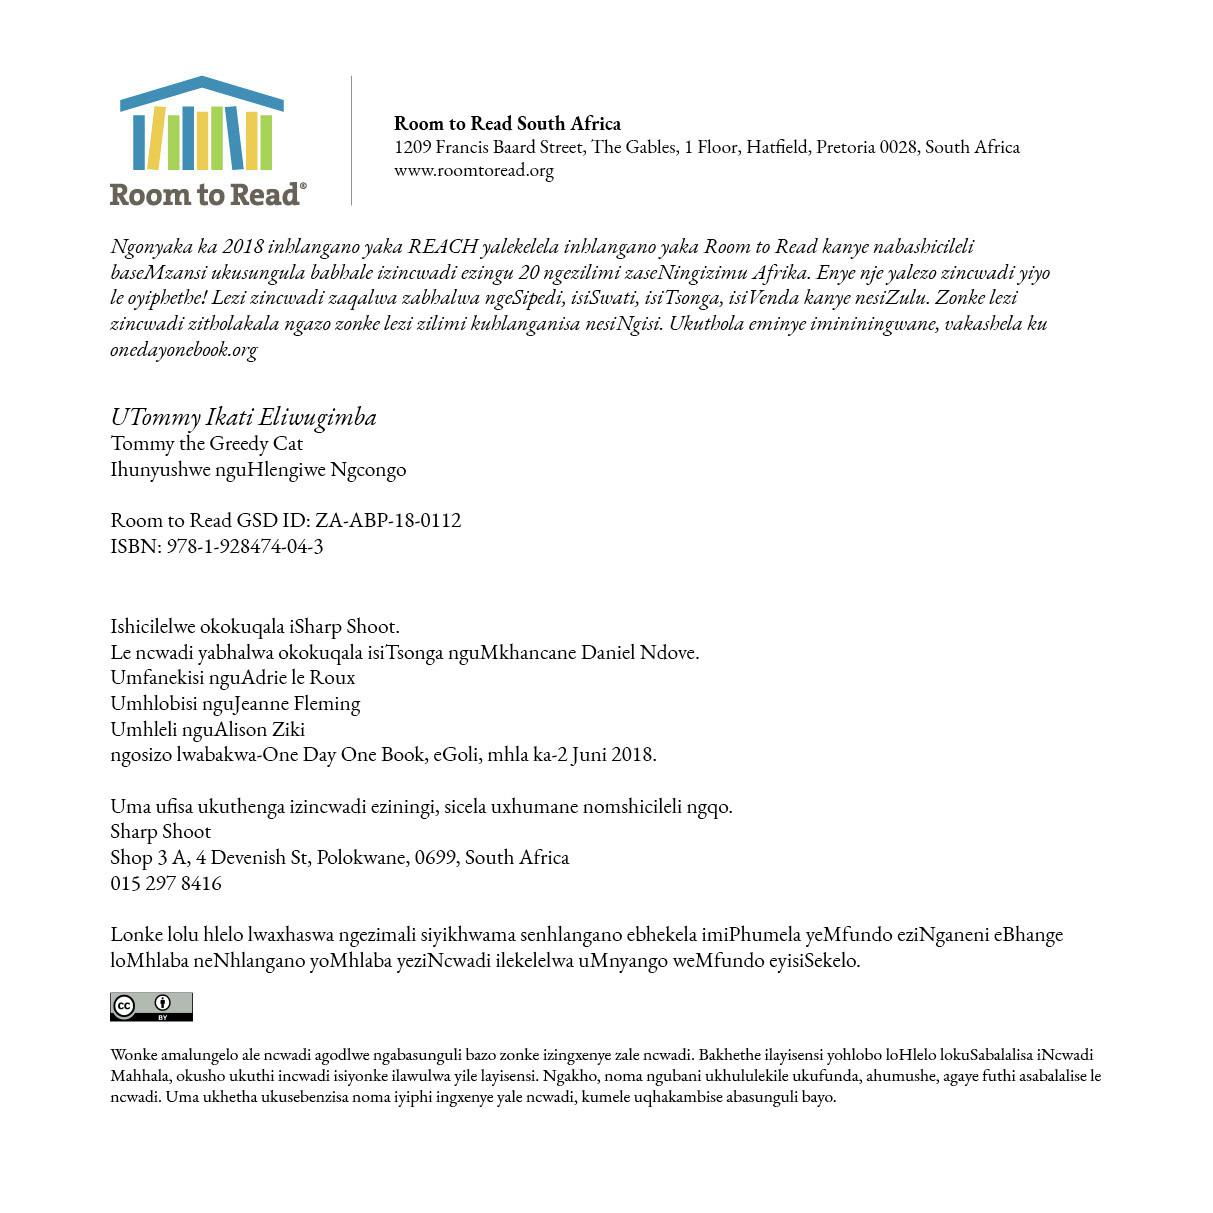 Room to Read®
Room to Read South Africa
1209 Francis Baard Street, The Gables, 1 Floor, Hatfield, Pretoria 0028, South Africa
www.roomtoread.org
Ngonyaka ka 2018 inhlangano yaka REACH yalekelela inhlangano yaka Room to Read kanye nabashicileli
baseMzansi ukusungula babhale izincwadi ezingu 20 ngezilimi zaseNingizimu Afrika. Enye nje yalezo zincwadi yiyo
le oyiphethe! Lezi zincwadi zaqalwa zabhalwa ngeSipedi, isiSwati, isiTsonga, isiVenda kanye nesiZulu. Zonke lezi
zincwadi zitholakala ngazo zonke lezi zilimi kuhlanganisa nesiNgisi. Ukuthola eminye imininingwane, vakashela ku
onedayonebook.org
UTommy Ikati Eliwugimba
Tommy the Greedy Cat
Ihunyushwe nguHlengiwe Ngcongo
Room to Read GSD ID: ZA-ABP-18-0112
ISBN: 978-1-928474-04-3
Ishicilelwe okokuqala iSharp Shoot.
Le ncwadi yabhalwa okokuqala isiTsonga nguMkhancane Daniel Ndove.
Umfanekisi nguAdrie le Roux
Umhlobisi nguJeanne Fleming
Umhleli nguAlison Ziki
ngosizo lwabakwa-One Day One Book, eGoli, mhla ka-2 Juni 2018.
Uma ufisa ukuthenga izincwadi eziningi, sicela uxhumane nomshicileli ngqo.
Sharp Shoot
Shop 3 A, 4 Devenish St, Polokwane, 0699, South Africa
015 297 8416
Lonke lolu hlelo lwaxhaswa ngezimali siyikhwama senhlangano ebhekela imiPhumela yeMfundo eziNganeni eBhange
loMhlaba neNhlangano yoMhlaba yeziNcwadi ilekelelwa uMnyango weMfundo eyisiSekelo.
cc BY
Wonke amalungelo ale ncwadi agodlwe ngabasunguli bazo zonke izingxenye zale ncwadi. Bakhethe ilayisensi yohlobo loHlelo lokuSabalalisa iNcwadi
Mahhala, okusho ukuthi incwadi isiyonke ilawulwa yile layisensi. Ngakho, noma ngubani ukhululekile ukufunda, ahumushe, agaye futhi asabalalise le
ncwadi. Uma ukhetha ukusebenzisa noma iyiphi ingxenye yale ncwadi, kumele uqhakambise abasunguli bayo.